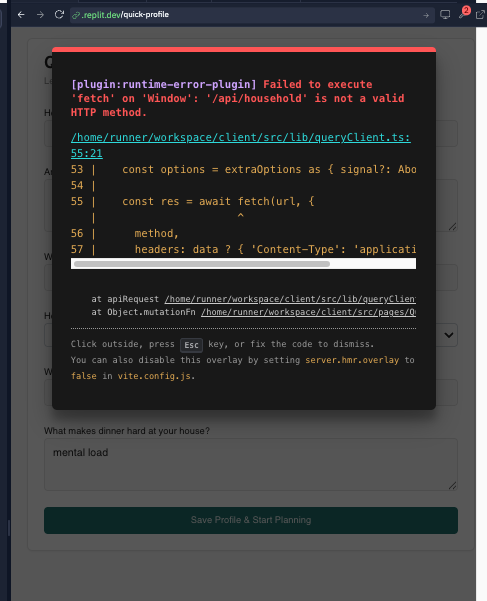 .replit.dev/quick-profile
2
[plugin:runtime-error-plugin] Failed to execute
'fetch' on 'Window': '/api/household' is not a valid
HTTP method.
/home/runner/workspace/client/src/lib/queryClient.ts:
55:21
53 |    const options = extraOptions as { signal?: Abo
54 |
55 |    const res = await fetch(url, {
|                      ^
56 |      method,
57 |      headers: data ? { 'Content-Type': 'applicati
at apiRequest /home/runner/workspace/client/src/lib/queryClien
at Object.mutationFn /home/runner/workspace/client/src/pages/Q
Click outside, press Esc key, or fix the code to dismiss.
You can also disable this overlay by setting server.hmr.overlay to
false in vite.config.js.
What makes dinner hard at your house?
mental load
Save Profile & Start Planning